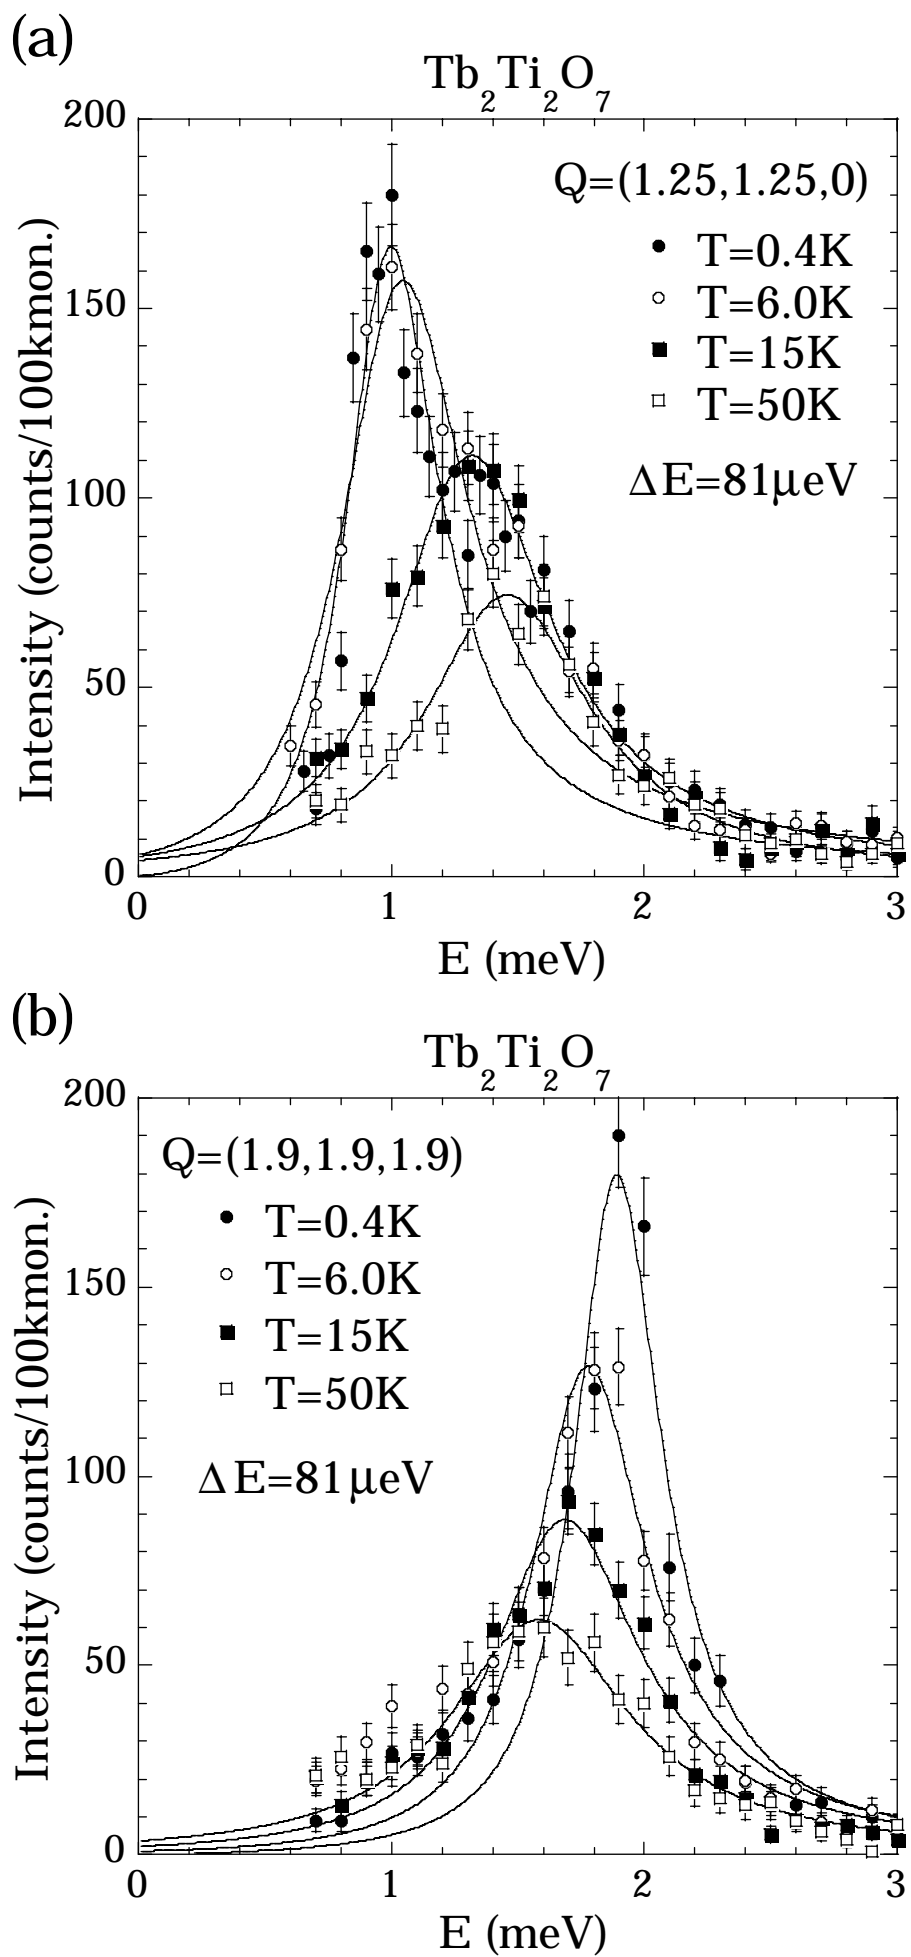 (a)
Tb₂Ti₂O₇
200
Q=(1.25,1.25,0)
T=0.4K
T=6.0K
T=15K
T=50K
ΔE=81μeV
150
100
50
0
Intensity (counts/100kmon.)
0 1 2 3
E (meV)
(b)
Tb₂Ti₂O₇
200
Q=(1.9,1.9,1.9)
T=0.4K
T=6.0K
T=15K
T=50K
ΔE=81μeV
150
100
50
0
Intensity (counts/100kmon.)
0 1 2 3
E (meV)